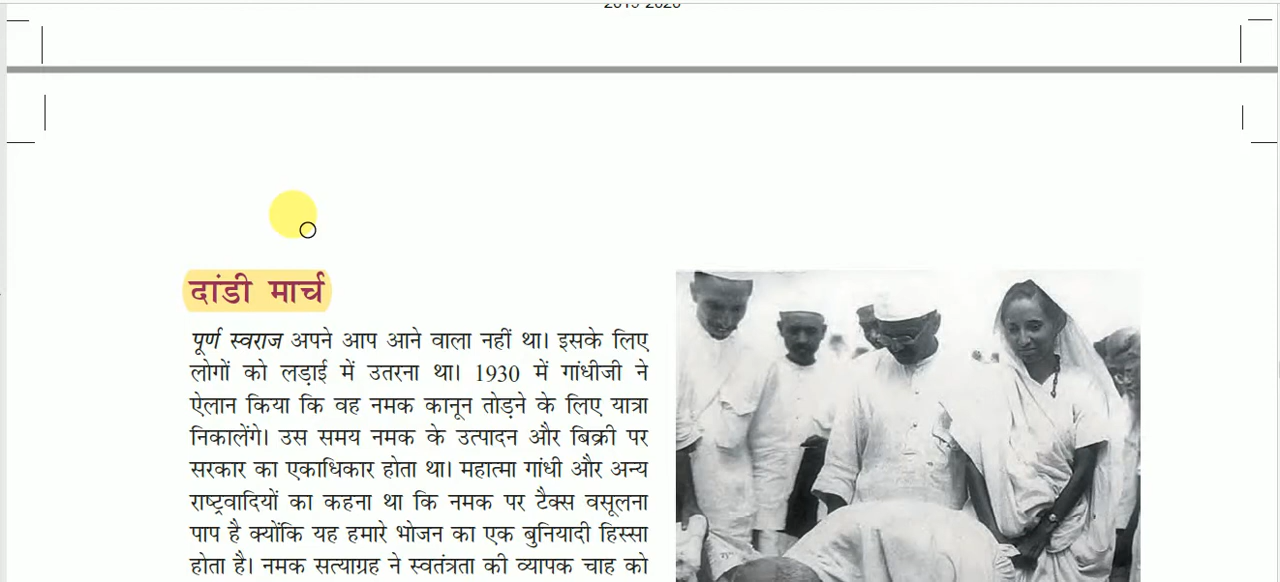 2019-2020
दांडी मार्च
पूर्ण स्वराज अपने आप आने वाला नहीं था। इसके लिए
लोगों को लड़ाई में उतरना था। 1930 में गांधीजी ने
ऐलान किया कि वह नमक कानून तोड़ने के लिए यात्रा
निकालेंगे। उस समय नमक के उत्पादन और बिक्री पर
सरकार का एकाधिकार होता था। महात्मा गांधी और अन्य
राष्ट्रवादियों का कहना था कि नमक पर टैक्स वसूलना
पाप है क्योंकि यह हमारे भोजन का एक बुनियादी हिस्सा
होता है। नमक सत्याग्रह ने स्वतंत्रता की व्यापक चाह को